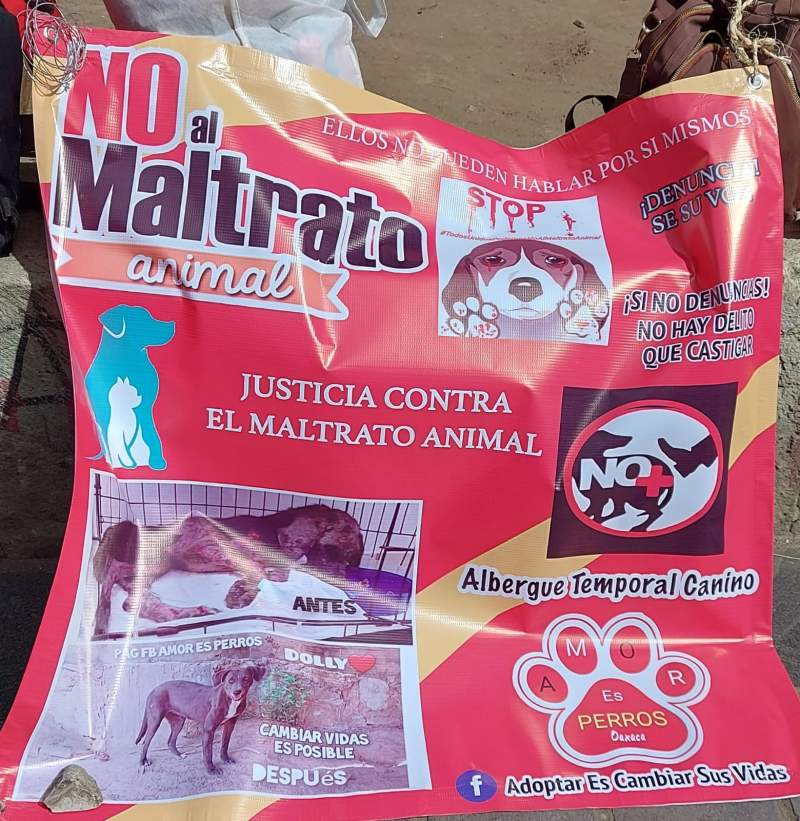 NO al
Maltrato
animal
ELLOS NO PUEDEN HABLAR POR SI MISMOS
¡DENUNCIA!
SE SU VOZ
STOP
¡SI NO DENUNCIAS!
NO HAY DELITO
QUE CASTIGAR
JUSTICIA CONTRA
EL MALTRATO ANIMAL
NO+
Albergue Temporal Canino
ANTES
PAG FB AMOR ES PERROS
DOLLY
CAMBIAR VIDAS
ES POSIBLE
DESPUéS
AMOR
Es
PERROS
Oaxaca
f Adoptar Es Cambiar Sus Vidas